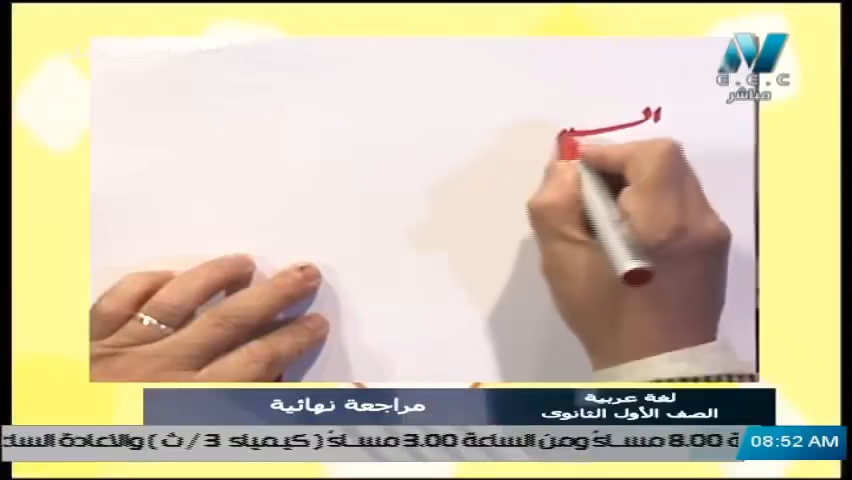 E.E.C
مباشر
لغة عربية
الصف الأول الثانوى
مراجعة نهائية
8.00 مساءً ومن الساعة 3.00 مساءً ( كيمياء 3 / ث ) والاعادة
08:52 AM